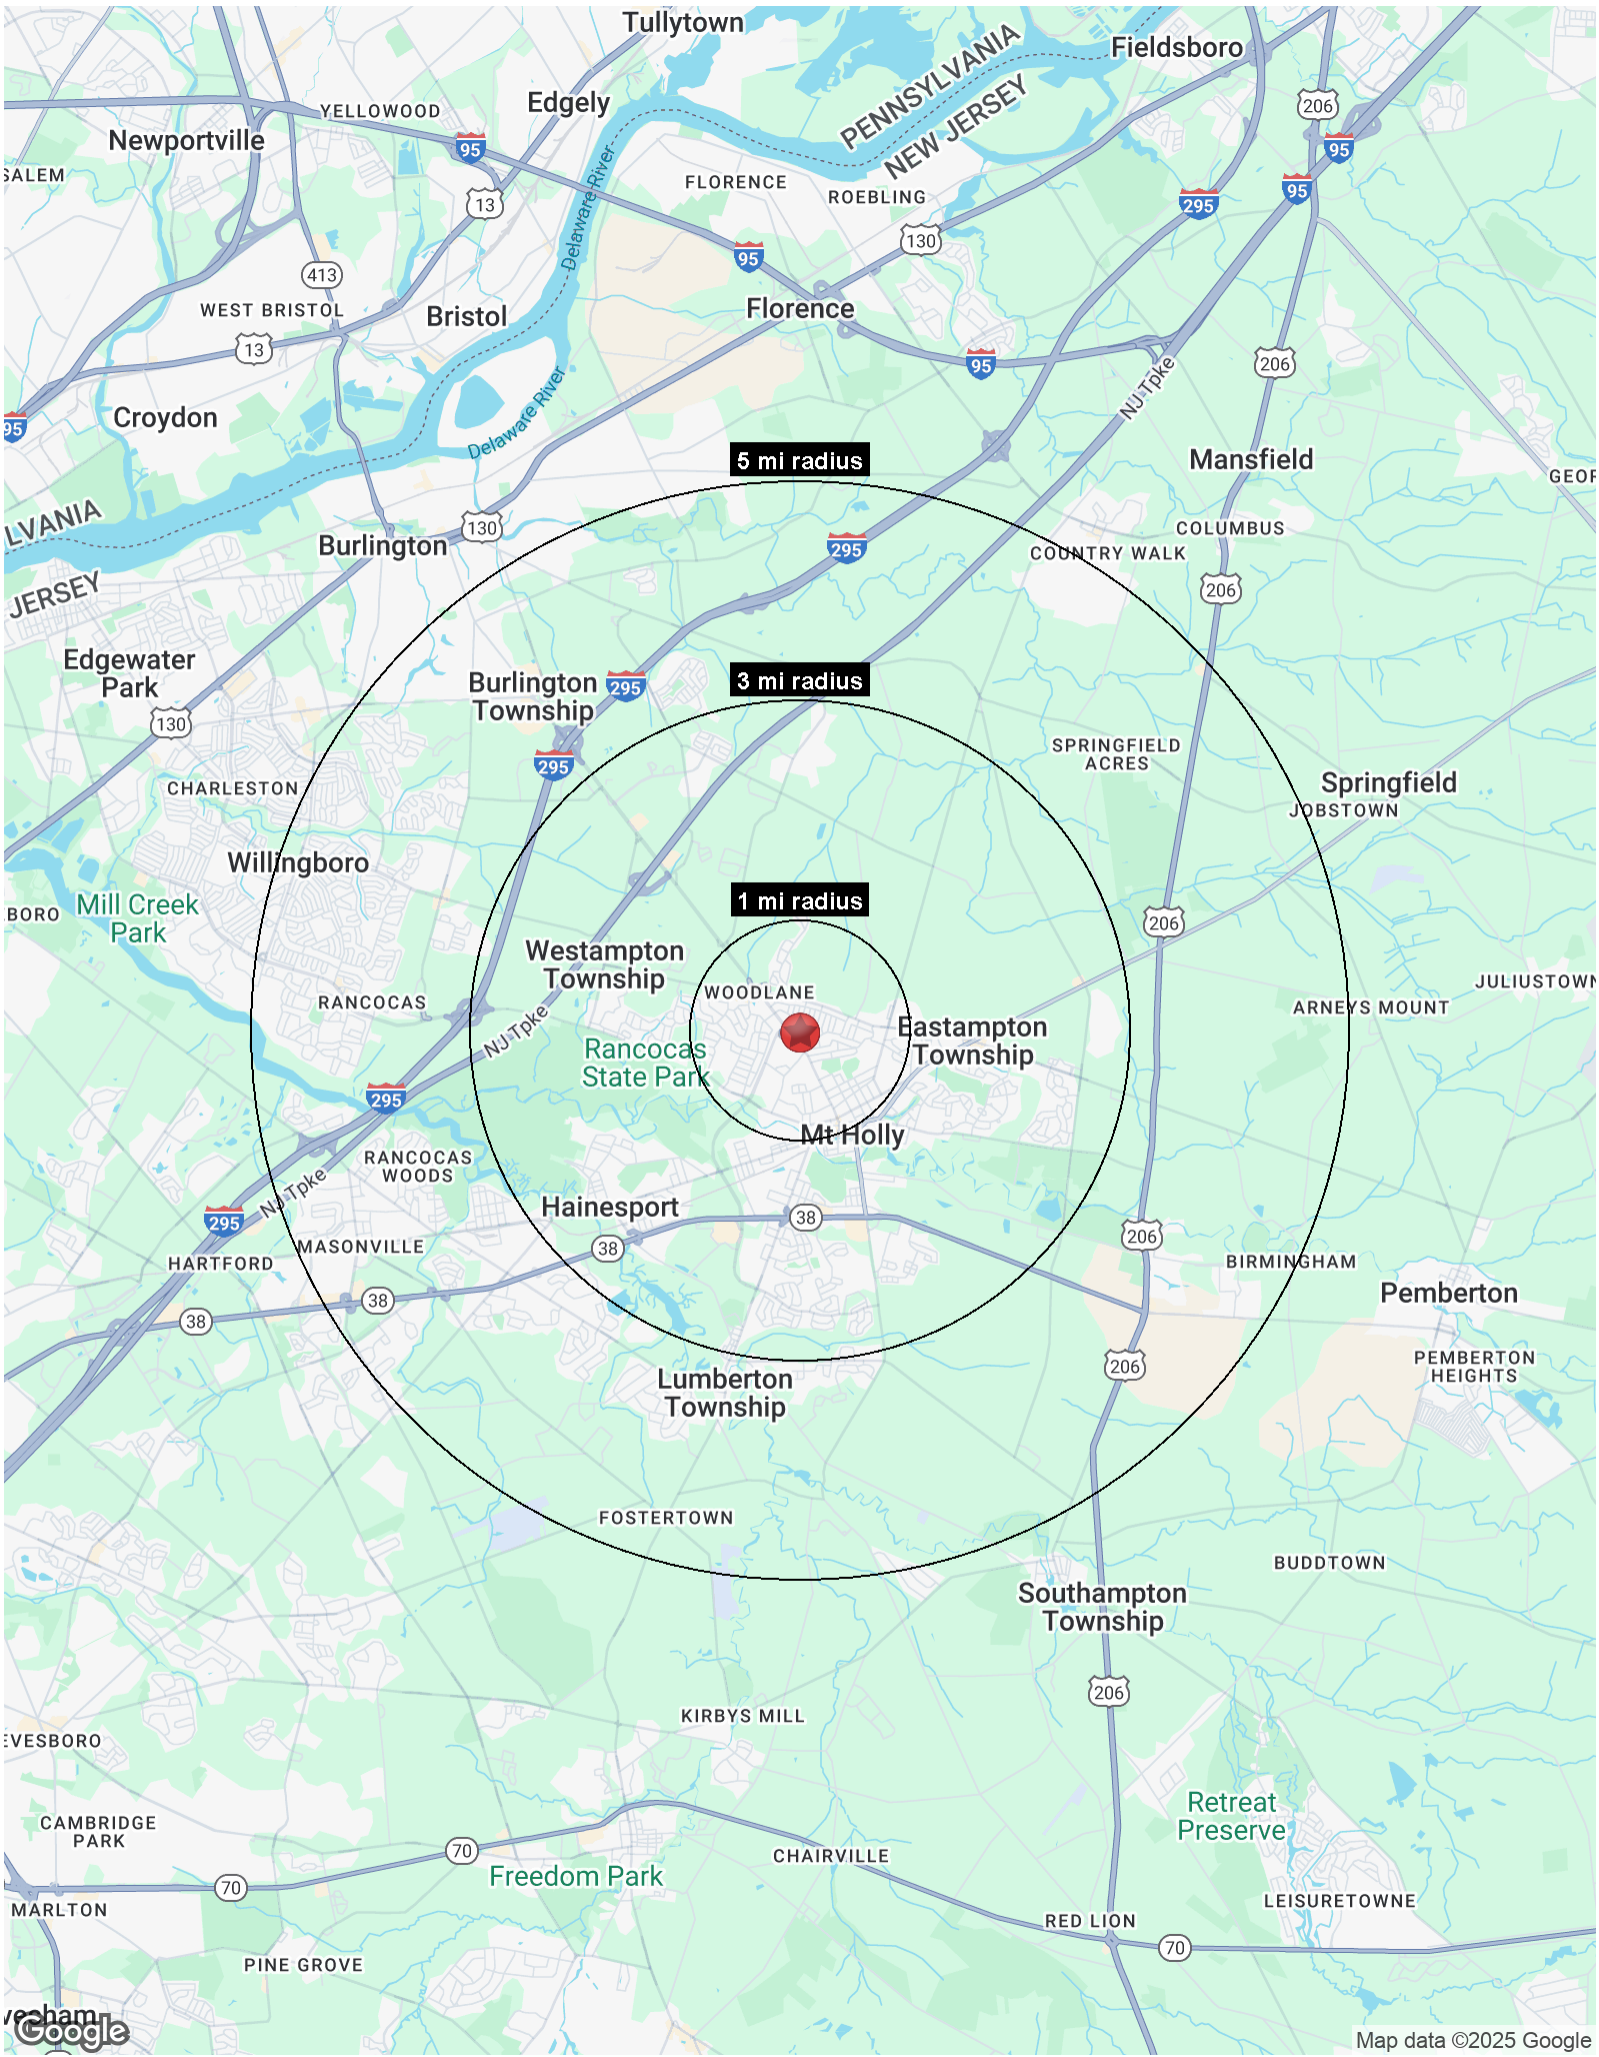 Tullytown
Fieldsboro
PENNSYLVANIA
NEW JERSEY
Edgely
206
YELLOWOOD
Newportville
95
95
SALEM
FLORENCE
ROEBLING
95
13
295
Delaware River
130
95
413
WEST BRISTOL
Bristol
Florence
13
95
206
NJ Tpke
Croydon
95
Delaware River
5 mi radius
Mansfield
GEOR
LVANIA
130
COLUMBUS
Burlington
295
COUNTRY WALK
JERSEY
206
Edgewater
Park
Burlington
Township
295
3 mi radius
130
295
SPRINGFIELD
ACRES
Springfield
CHARLESTON
JOBSTOWN
Willingboro
1 mi radius
BORO
Mill Creek
Park
206
Westampton
Township
WOODLANE
JULIUSTOWN
RANCOCAS
ARNEYS MOUNT
NJ Tpke
Eastampton
Township
Rancocas
State Park
295
Mt Holly
RANCOCAS
WOODS
NJ Tpke
Hainesport
38
295
206
38
MASONVILLE
HARTFORD
BIRMINGHAM
38
Pemberton
38
206
PEMBERTON
HEIGHTS
Lumberton
Township
FOSTERTOWN
BUDDTOWN
Southampton
Township
206
KIRBYS MILL
EVESBORO
Retreat
Preserve
CAMBRIDGE
PARK
70
CHAIRVILLE
Freedom Park
70
LEISURETOWNE
MARLTON
RED LION
70
PINE GROVE
vesham
Google
Map data ©2025 Google